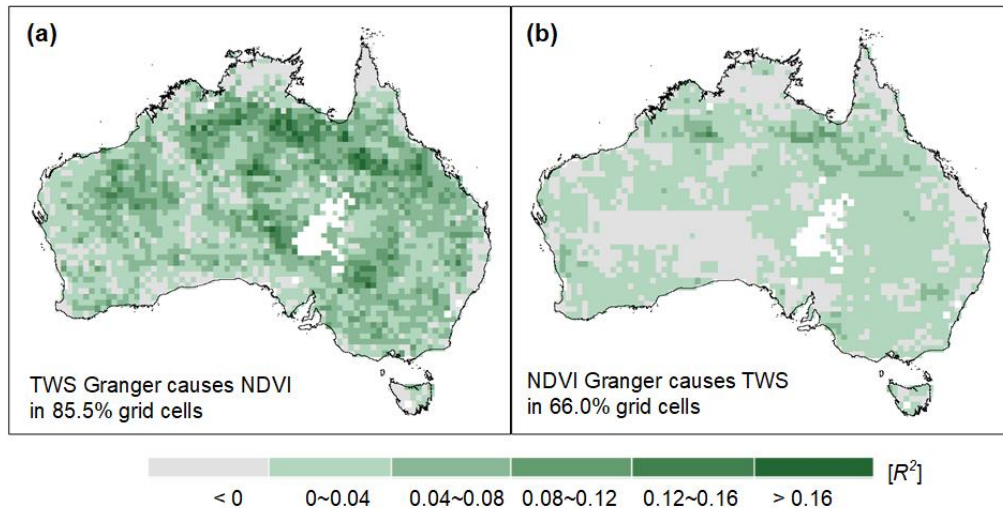 (a)
(b)
TWS Granger causes NDVI
in 85.5% grid cells
NDVI Granger causes TWS
in 66.0% grid cells
[R²]
< 0
0~0.04
0.04~0.08
0.08~0.12
0.12~0.16
> 0.16